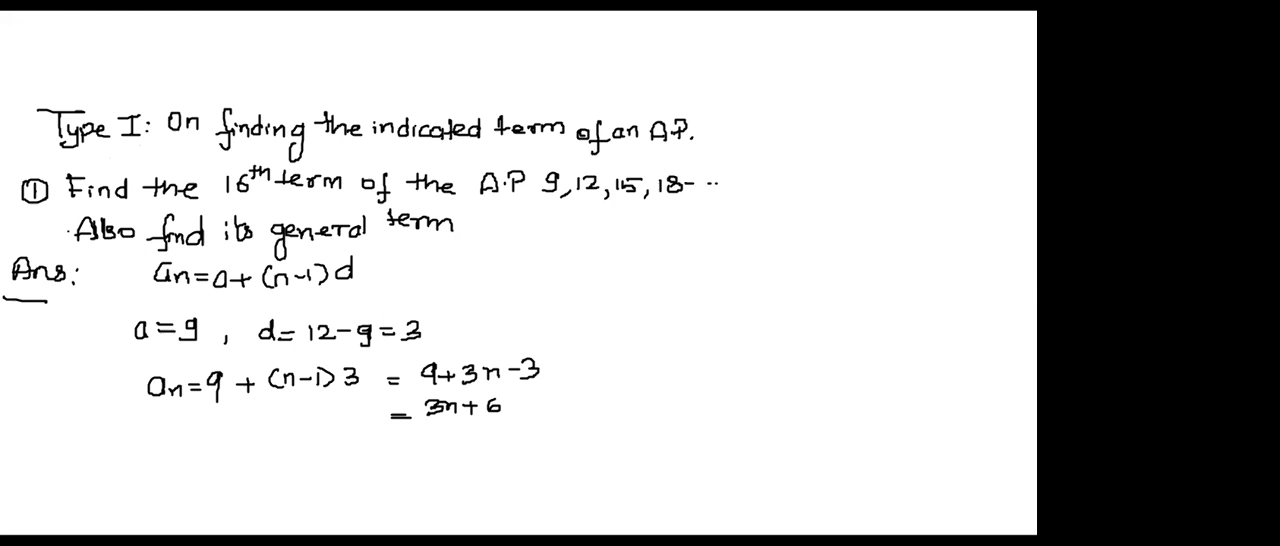 Type I: On finding the indicated term of an A.P.
① Find the 16th term of the A.P 9,12,15,18- ..
Also find its general term
Ans: an=a+(n-1)d
a=9, d=12-9=3
an=9+(n-1)3 = 9+3n-3
= 3n+6